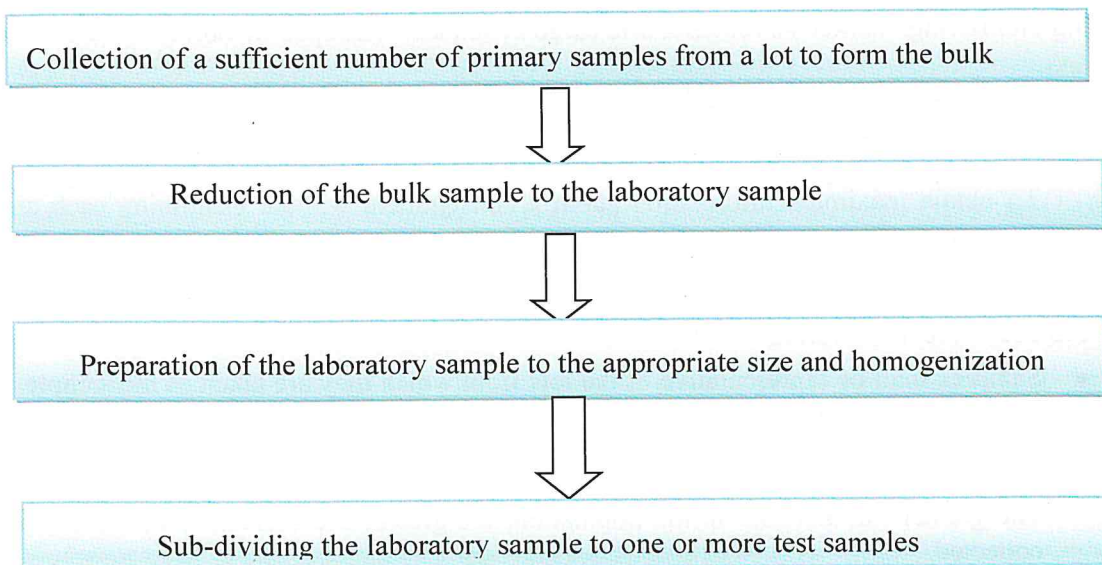 Collection of a sufficient number of primary samples from a lot to form the bulk
Reduction of the bulk sample to the laboratory sample
Preparation of the laboratory sample to the appropriate size and homogenization
Sub-dividing the laboratory sample to one or more test samples